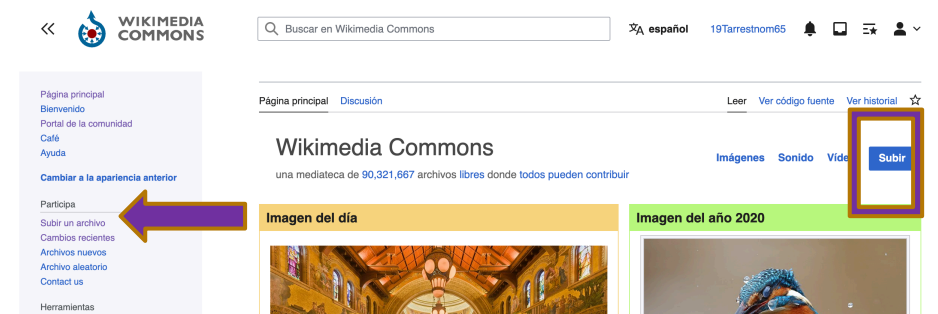 WIKIMEDIA
COMMONS
Buscar en Wikimedia Commons
español
19Tarrestnom65
Página principal
Bienvenido
Portal de la comunidad
Café
Ayuda
Cambiar a la apariencia anterior
Participa
Subir un archivo
Cambios recientes
Archivos nuevos
Archivo aleatorio
Contact us
Herramientas
Página principal Discusión
Leer Ver código fuente Ver historial
Wikimedia Commons
una mediateca de 90,321,667 archivos libres donde todos pueden contribuir
Imágenes Sonido Víde Subir
Imagen del día
Imagen del año 2020